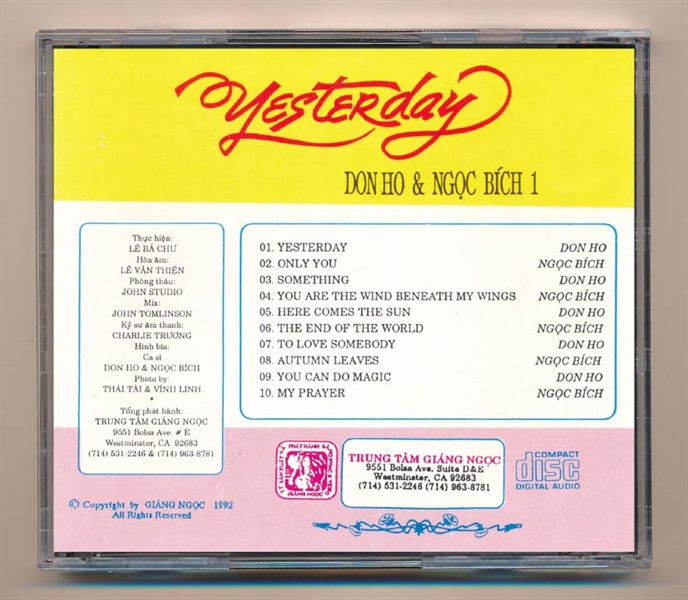 Yesterday
DON HO & NGỌC BÍCH 1
Thực hiện:
LÊ BÁ CHƯ
Hòa âm:
LÊ VĂN THIỆN
Phòng thâu:
JOHN STUDIO
Mix:
JOHN TOMLINSON
Kỹ sư âm thanh:
CHARLIE TRƯƠNG
Hình bìa:
Ca sĩ
DON HO & NGỌC BÍCH
Photo by:
THÁI TÀI & VĨNH LINH
*
Tổng phát hành:
TRUNG TÂM GIÁNG NGỌC
9551 Bolsa Ave. # E
Westminster, CA 92683
(714) 531-2246 & (714) 963-8781
01. YESTERDAY DON HO
02. ONLY YOU NGỌC BÍCH
03. SOMETHING DON HO
04. YOU ARE THE WIND BENEATH MY WINGS NGỌC BÍCH
05. HERE COMES THE SUN DON HO
06. THE END OF THE WORLD NGỌC BÍCH
07. TO LOVE SOMEBODY DON HO
08. AUTUMN LEAVES NGỌC BÍCH
09. YOU CAN DO MAGIC DON HO
10. MY PRAYER NGỌC BÍCH
© Copyright by GIÁNG NGỌC 1992
All Rights Reserved
GIÁNG NGỌC
TRUNG TÂM GIÁNG NGỌC
9551 Bolsa Ave. Suite D&E
Westminster, CA 92683
(714) 531-2246 (714) 963-8781
COMPACT
disc
DIGITAL AUDIO